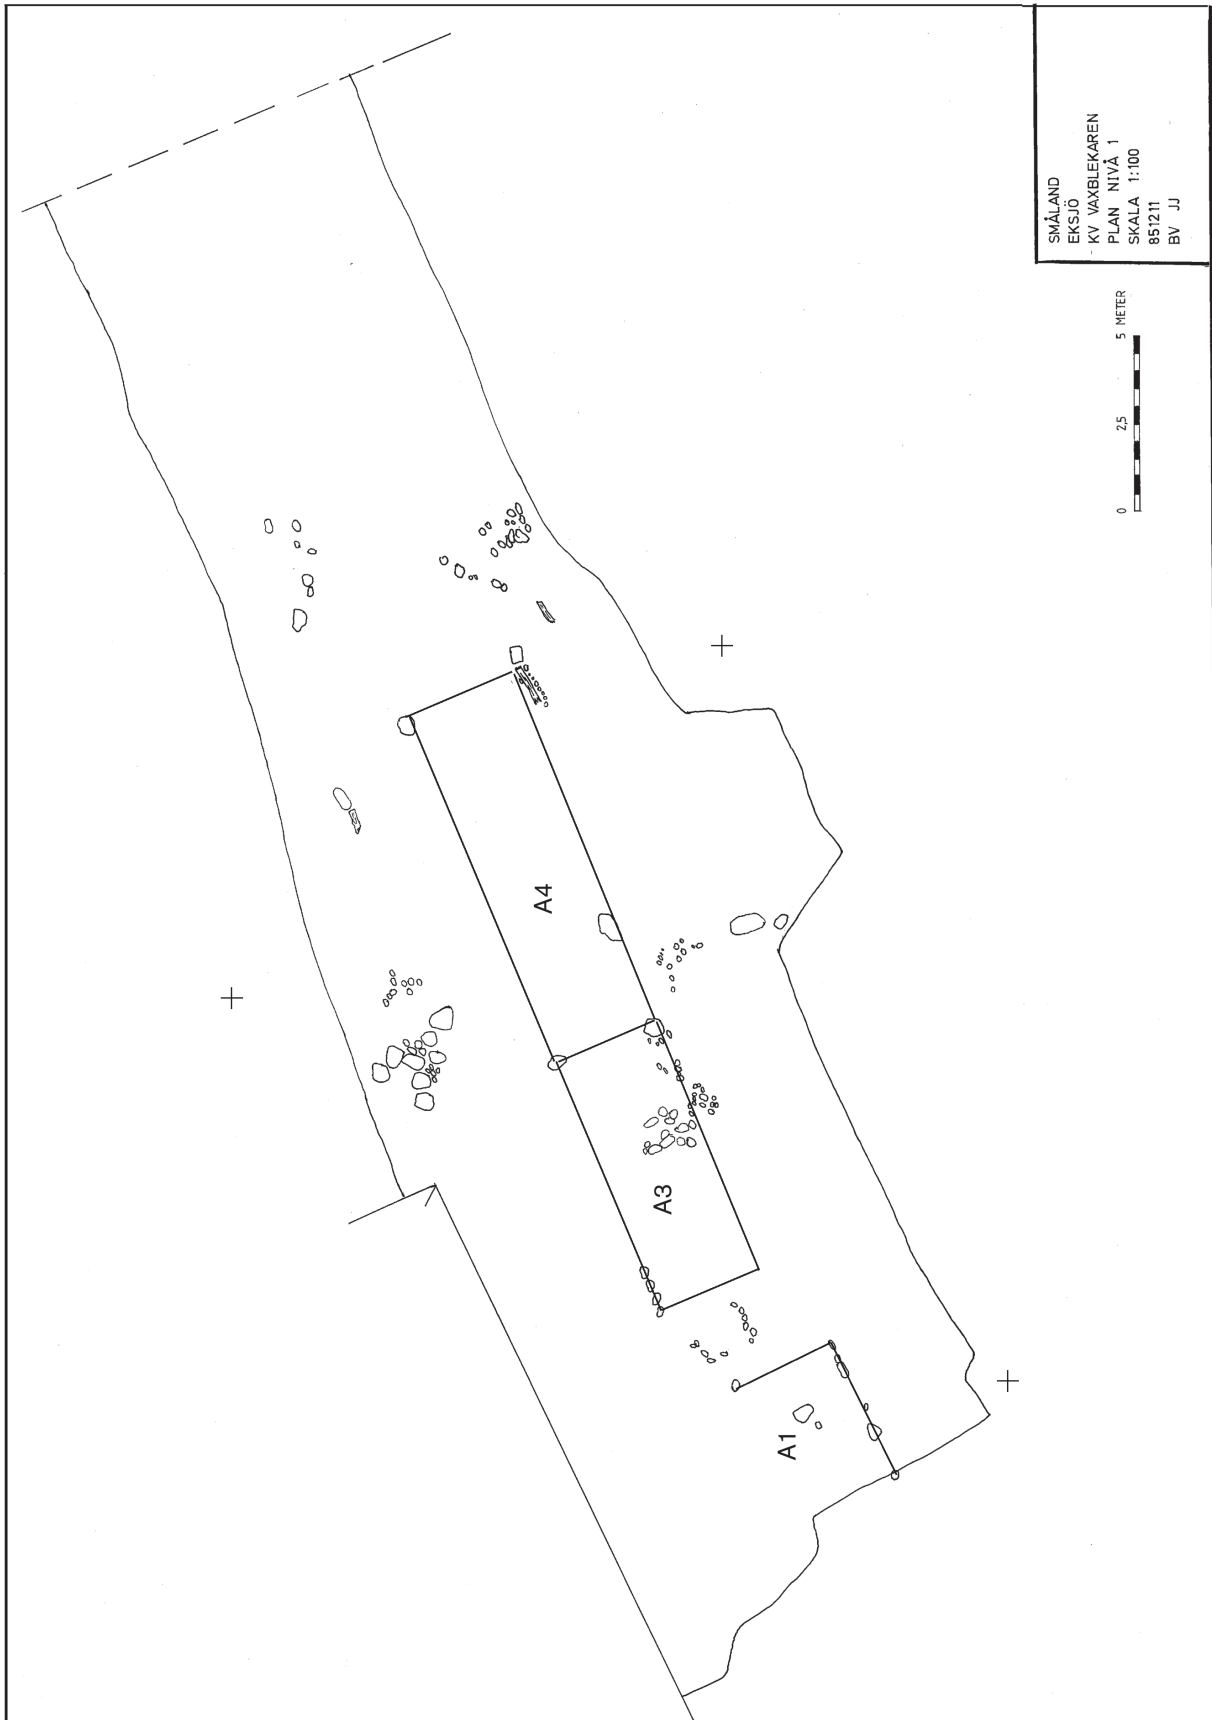 SMÅLAND
EKSJÖ
KV VAXBLEKAREN
PLAN NIVÅ 1
SKALA 1:100
851211
BV JJ
0 2,5 5 METER
A4
A3
A1